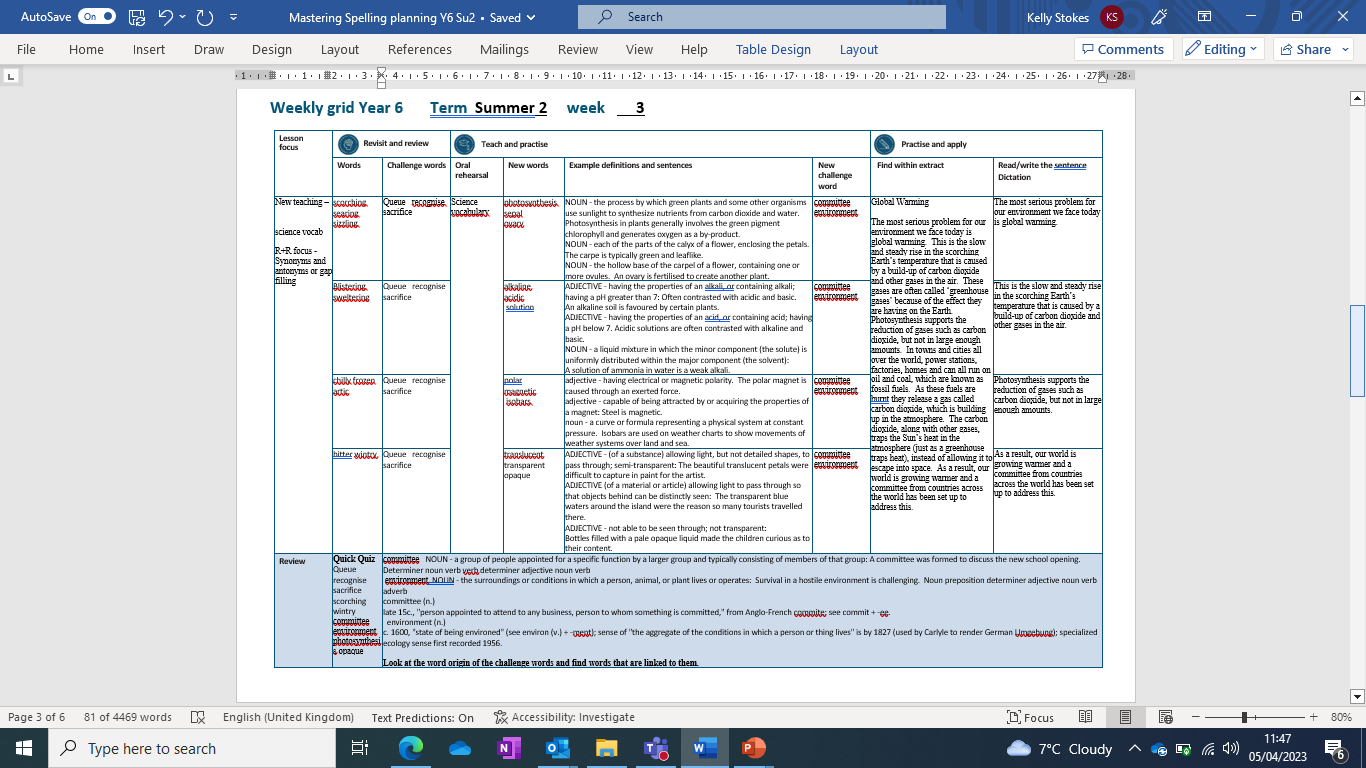 AutoSave On Mastering Spelling planning Y6 Su2 • Saved Search Kelly Stokes KS
File Home Insert Draw Design Layout References Mailings Review View Help Table Design Layout Comments Editing Share
Weekly grid Year 6 Term Summer 2 week 3
Lesson focus
Revisit and review
Teach and practise
Practise and apply
Words
Challenge words
Oral rehearsal
New words
Example definitions and sentences
New challenge word
Find within extract
Read/write the sentence
Dictation
New teaching –
science vocab
R+R focus -
Synonyms and
antonyms or gap
filling
scorching
searing
sizzling
Queue recognise
sacrifice
Science
vocabulary
photosynthesis
sepal
ovary
NOUN - the process by which green plants and some other organisms
use sunlight to synthesize nutrients from carbon dioxide and water.
Photosynthesis in plants generally involves the green pigment
chlorophyll and generates oxygen as a by-product.
NOUN - each of the parts of the calyx of a flower, enclosing the petals.
The carpe is typically green and leaflike.
NOUN - the hollow base of the carpel of a flower, containing one or
more ovules. An ovary is fertilised to create another plant.
committee
environment
Global Warming
The most serious problem for our
environment we face today is
global warming. This is the slow
and steady rise in the scorching
Earth's temperature that is caused
by a build-up of carbon dioxide
and other gases in the air. These
gases are often called 'greenhouse
gases' because of the effect they
are having on the Earth.
Photosynthesis supports the
reduction of gases such as carbon
dioxide, but not in large enough
amounts. In towns and cities all
over the world, power stations,
factories, homes and can all run on
oil and coal, which are known as
fossil fuels. As these fuels are
burnt they release a gas called
carbon dioxide, which is building
up in the atmosphere. The carbon
dioxide, along with other gases,
traps the Sun's heat in the
atmosphere (just as a greenhouse
traps heat), instead of allowing it to
escape into space. As a result, our
world is growing warmer and a
committee from countries across
the world has been set up to
address this.
The most serious problem for
our environment we face today
is global warming.
Blistering
sweltering
Queue recognise
sacrifice
alkaline
acidic
solution
ADJECTIVE - having the properties of an alkali, or containing alkali;
having a pH greater than 7: Often contrasted with acidic and basic.
An alkaline soil is favoured by certain plants.
ADJECTIVE - having the properties of an acid, or containing acid; having
a pH below 7. Acidic solutions are often contrasted with alkaline and
basic.
NOUN - a liquid mixture in which the minor component (the solute) is
uniformly distributed within the major component (the solvent):
A solution of ammonia in water is a weak alkali.
committee
environment
This is the slow and steady rise
in the scorching Earth's
temperature that is caused by a
build-up of carbon dioxide and
other gases in the air.
chilly frozen
artic
Queue recognise
sacrifice
polar
magnetic
isobars
adjective - having electrical or magnetic polarity. The polar magnet is
caused through an exerted force.
adjective - capable of being attracted by or acquiring the properties of
a magnet: Steel is magnetic.
noun - a curve or formula representing a physical system at constant
pressure. Isobars are used on weather charts to show movements of
weather systems over land and sea.
committee
environment
Photosynthesis supports the
reduction of gases such as
carbon dioxide, but not in large
enough amounts.
bitter wintry
Queue recognise
sacrifice
translucent
transparent
opaque
ADJECTIVE - (of a substance) allowing light, but not detailed shapes, to
pass through; semi-transparent: The beautiful translucent petals were
difficult to capture in paint for the artist.
ADJECTIVE (of a material or article) allowing light to pass through so
that objects behind can be distinctly seen: The transparent blue
waters around the island were the reason so many tourists travelled
there.
ADJECTIVE - not able to be seen through; not transparent:
Bottles filled with a pale opaque liquid made the children curious as to
their content.
committee
environment
As a result, our world is
growing warmer and a
committee from countries
across the world has been set
up to address this.
Review
Quick Quiz
Queue
recognise
sacrifice
scorching
wintry
committee
environment
photosynthesi
s opaque
committee NOUN - a group of people appointed for a specific function by a larger group and typically consisting of members of that group: A committee was formed to discuss the new school opening.
Determiner noun verb verb determiner adjective noun verb
environment NOUN - the surroundings or conditions in which a person, animal, or plant lives or operates: Survival in a hostile environment is challenging. Noun preposition determiner adjective noun verb
adverb
committee (n.)
late 15c., "person appointed to attend to any business, person to whom something is committed," from Anglo-French commite; see commit + -ee.
environment (n.)
c. 1600, "state of being environed" (see environ (v.) + -ment); sense of "the aggregate of the conditions in which a person or thing lives" is by 1827 (used by Carlyle to render German Umgebung); specialized
ecology sense first recorded 1956.
Look at the word origin of the challenge words and find words that are linked to them.
Page 3 of 6 81 of 4469 words English (United Kingdom) Text Predictions: On Accessibility: Investigate Focus 80%
Type here to search 7°C Cloudy 11:47
05/04/2023 6